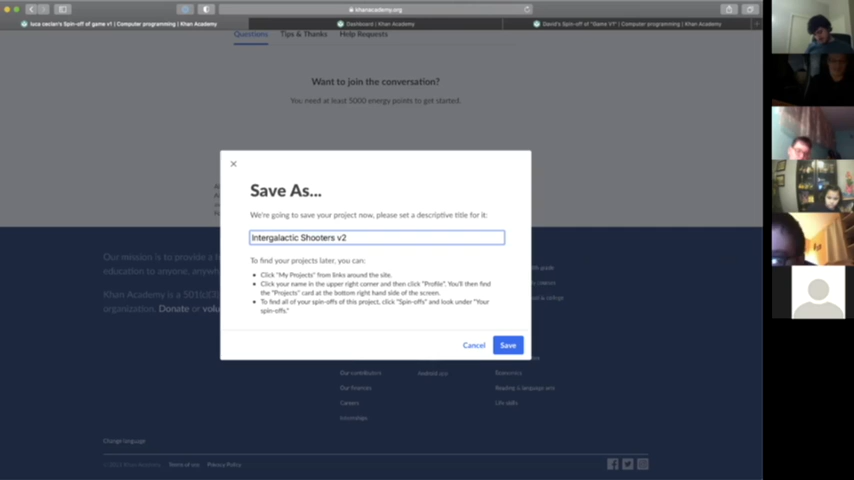 khanacademy.org
luca ceclan's Spin-off of game v1 | Computer programming | Khan Academy
Dashboard | Khan Academy
David's Spin-off of "Game V1" | Computer programming | Khan Academy
Questions
Tips & Thanks
Help Requests
Want to join the conversation?
You need at least 5000 energy points to get started.
Save As...
We're going to save your project now, please set a descriptive title for it:
Intergalactic Shooters v2
To find your projects later, you can:
Click "My Projects" from links around the site.
Click your name in the upper right corner and then click "Profile". You'll then find
the "Projects" card at the bottom right hand side of the screen.
To find all of your spin-offs of this project, click "Spin-offs" and look under "Your
spin-offs."
Cancel
Save
Our mission is to provide a
education to anyone, anyw
Khan Academy is a 501(c)(3)
organization. Donate or volu
Our contributors
Our finances
Careers
Internships
Android app
Economics
Reading & language arts
Life skills
Change language
Terms of use
Privacy Policy